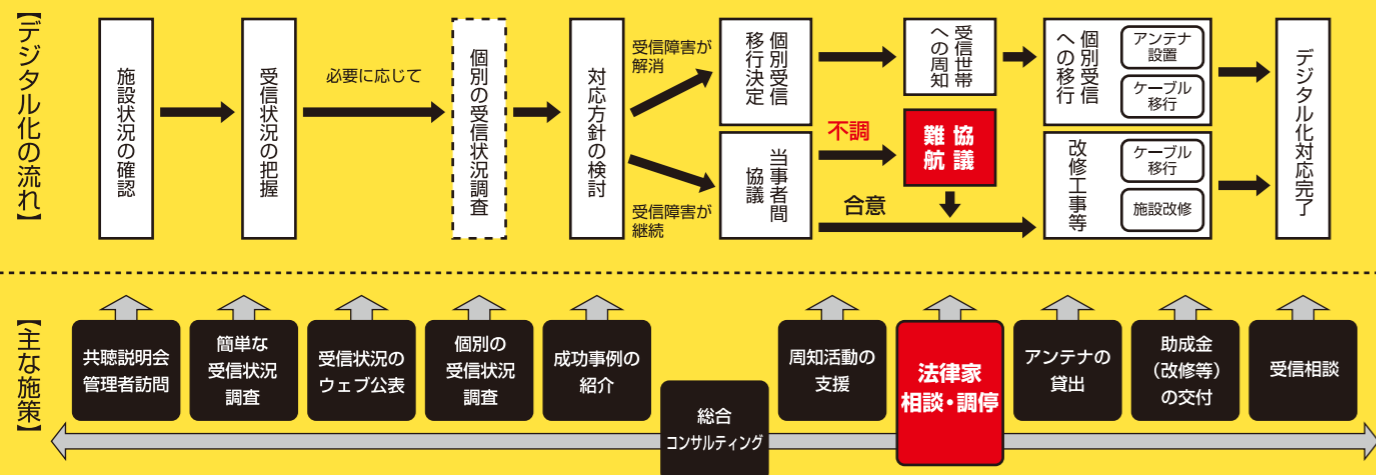 【デジタル化の流れ】
施設状況の確認
受信状況の把握
必要に応じて
個別の受信状況調査
対応方針の検討
受信障害が
解消
個別受信
移行決定
受信世帯
への周知
個別受信
への移行
アンテナ
設置
ケーブル
移行
受信障害が
継続
当事者間
協議
不調
協議
難航
合意
改修工事等
ケーブル
移行
施設改修
デジタル化対応完了
【主な施策】
共聴説明会
管理者訪問
簡単な
受信状況
調査
受信状況の
ウェブ公表
個別の
受信状況
調査
成功事例の
紹介
総合
コンサルティング
周知活動の
支援
法律家
相談・調停
アンテナの
貸出
助成金
（改修等）
の交付
受信相談